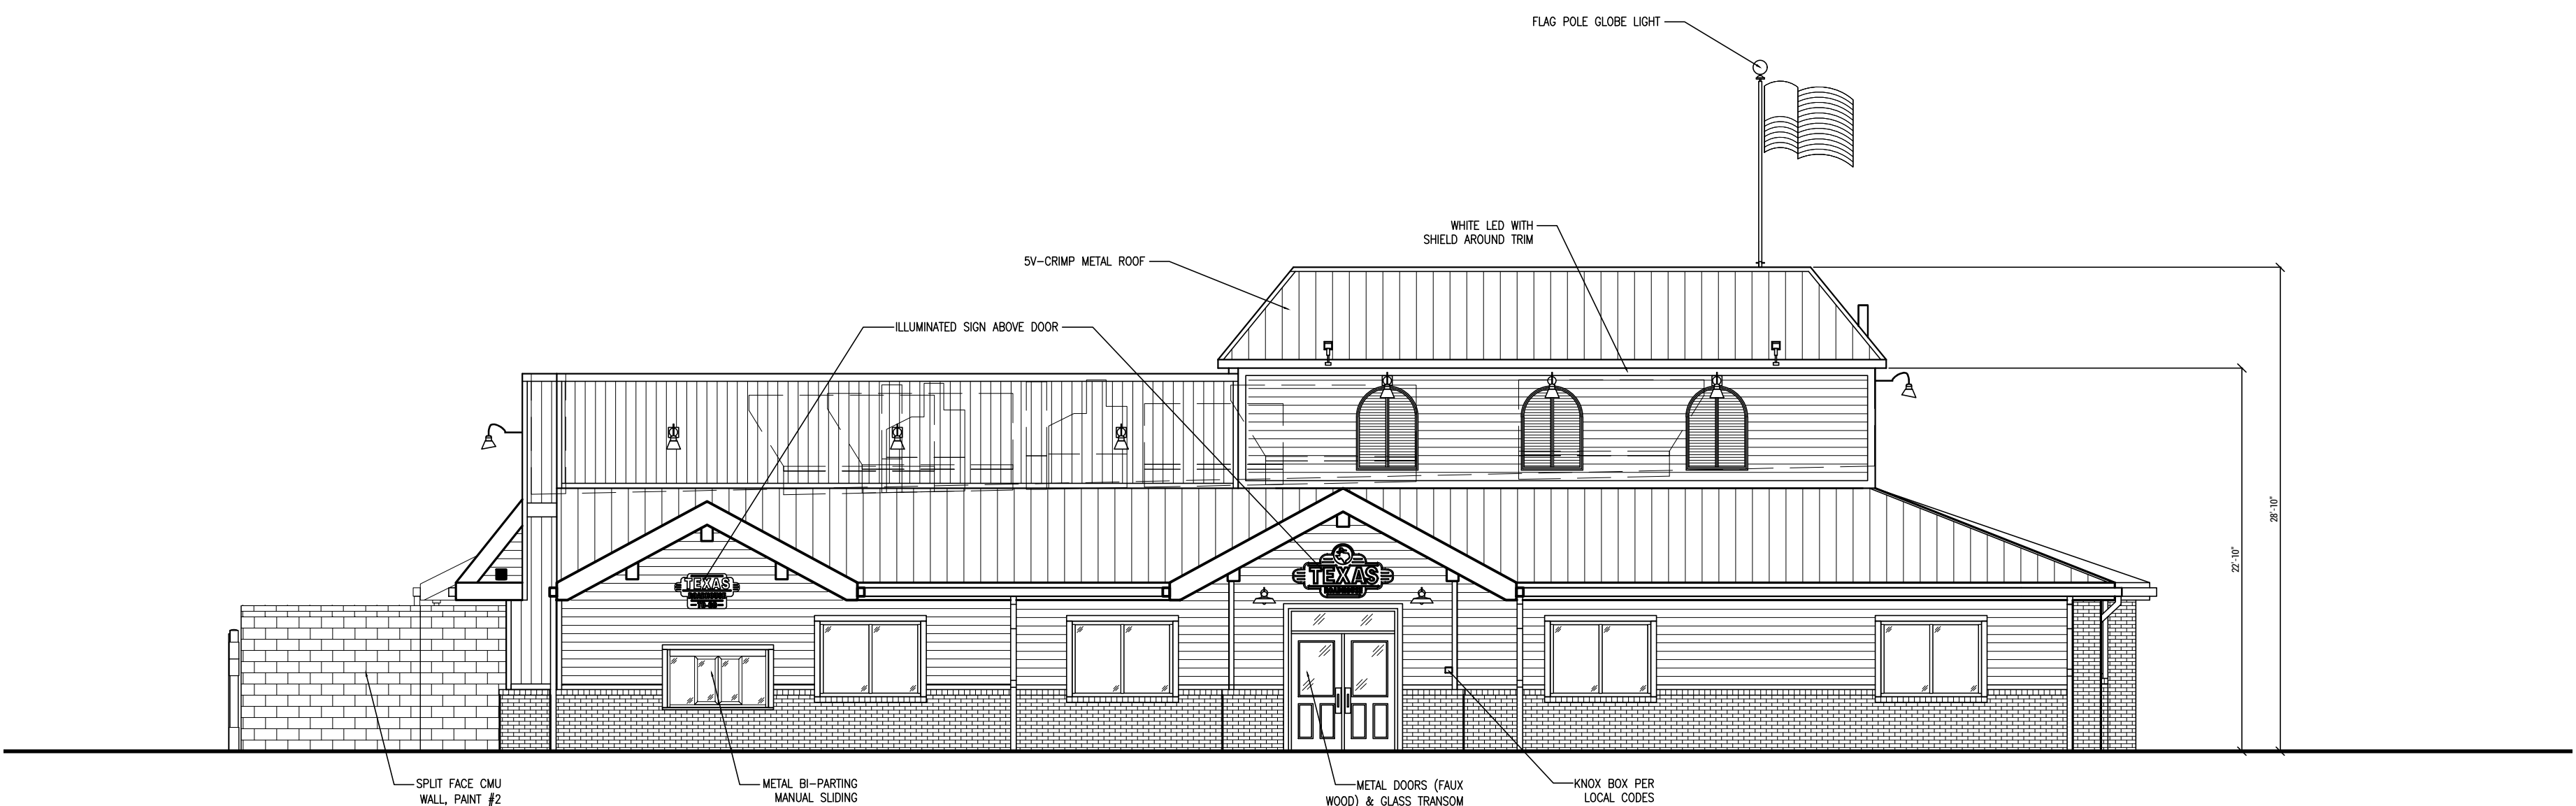 FLAG POLE GLOBE LIGHT
WHITE LED WITH
SHIELD AROUND TRIM
5V-CRIMP METAL ROOF
ILLUMINATED SIGN ABOVE DOOR
28'-10"
22'-10"
TEXAS
TEXAS
SPLIT FACE CMU
WALL, PAINT #2
METAL BI-PARTING
MANUAL SLIDING
METAL DOORS (FAUX
WOOD) & GLASS TRANSOM
KNOX BOX PER
LOCAL CODES